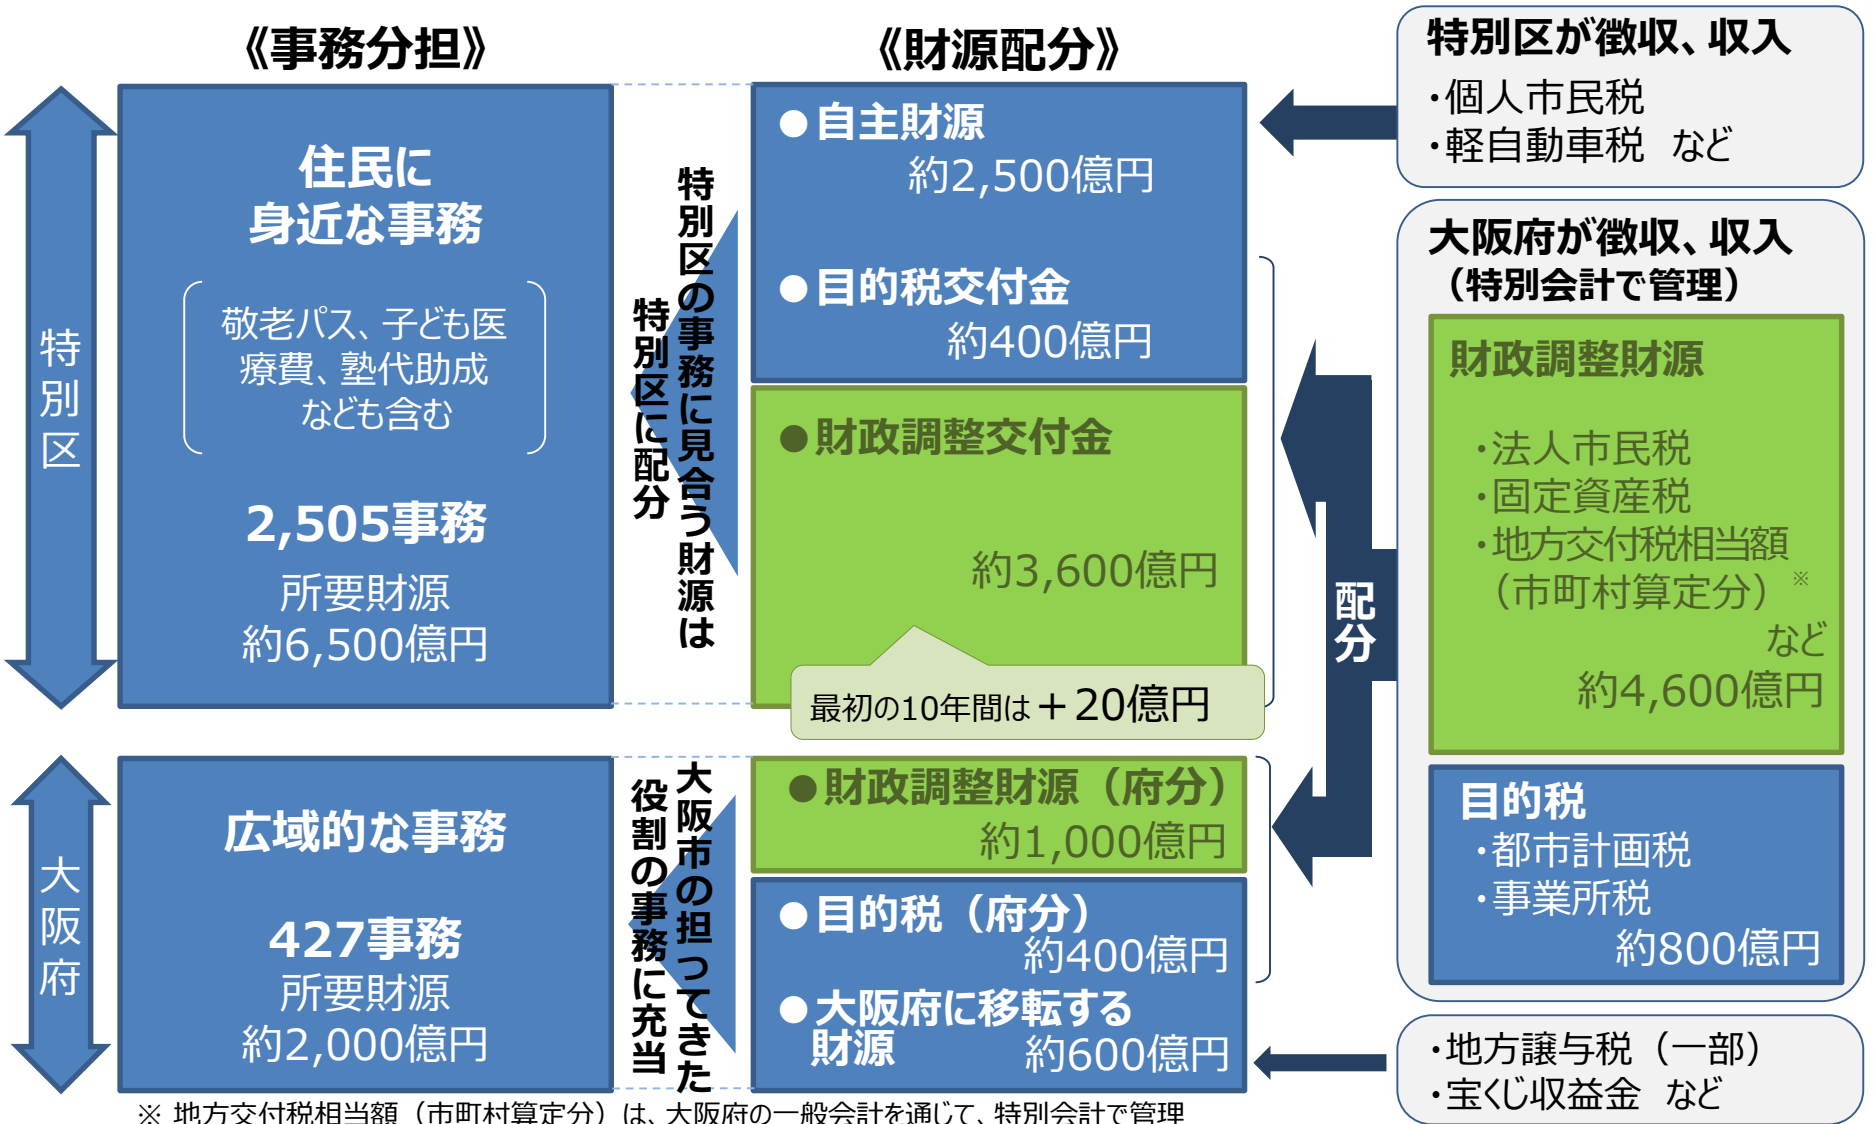 《事務分担》
《財源配分》
特別区
住民に
身近な事務
敬老パス、子ども医
療費、塾代助成
なども含む
2,505事務
所要財源
約6,500億円
特別区の事務に見合う財源は
特別区に配分
●自主財源
約2,500億円
●目的税交付金
約400億円
●財政調整交付金
約3,600億円
最初の10年間は＋20億円
特別区が徴収、収入
・個人市民税
・軽自動車税　など
大阪府が徴収、収入
（特別会計で管理）
財政調整財源
・法人市民税
・固定資産税
・地方交付税相当額
（市町村算定分）※
など
約4,600億円
目的税
・都市計画税
・事業所税
約800億円
配分
大阪府
広域的な事務
427事務
所要財源
約2,000億円
大阪市の担ってきた
役割の事務に充当
●財政調整財源（府分）
約1,000億円
●目的税（府分）
約400億円
●大阪府に移転する
財源　約600億円
・地方譲与税（一部）
・宝くじ収益金　など
※ 地方交付税相当額（市町村算定分）は、大阪府の一般会計を通じて、特別会計で管理